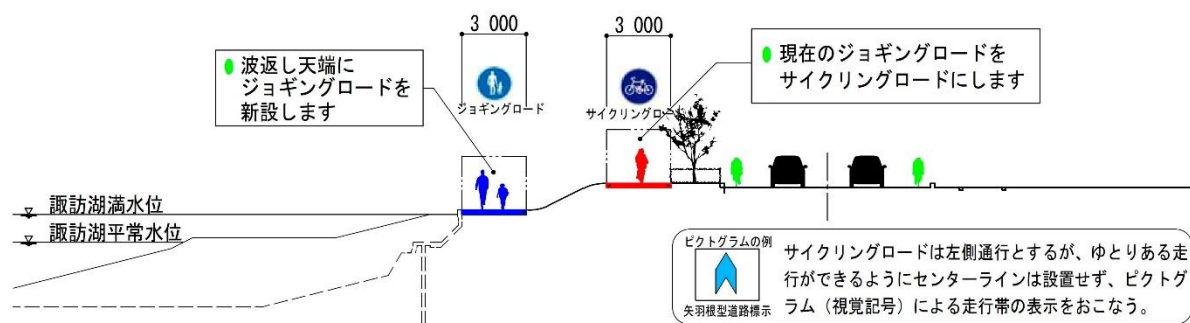 3 000
3 000
波返し天端に
ジョギングロードを
新設します
ジョギングロード
サイクリングロー
現在のジョギングロードを
サイクリングロードにします
諏訪湖満水位
諏訪湖平常水位
ピクトグラムの例
矢羽根型道路標示
サイクリングロードは左側通行とするが、ゆとりある走
行ができるようにセンターラインは設置せず、ピクトグ
ラム（視覚記号）による走行帯の表示をおこなう。